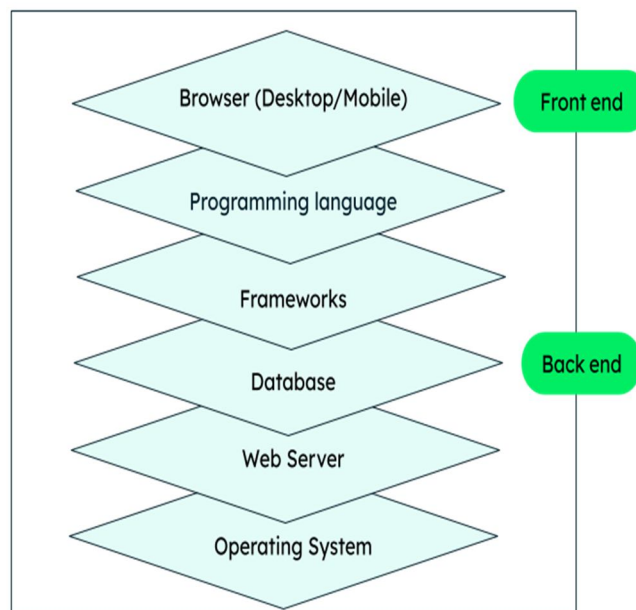 Browser (Desktop/Mobile)
Front end
Programming language
Frameworks
Back end
Database
Web Server
Operating System